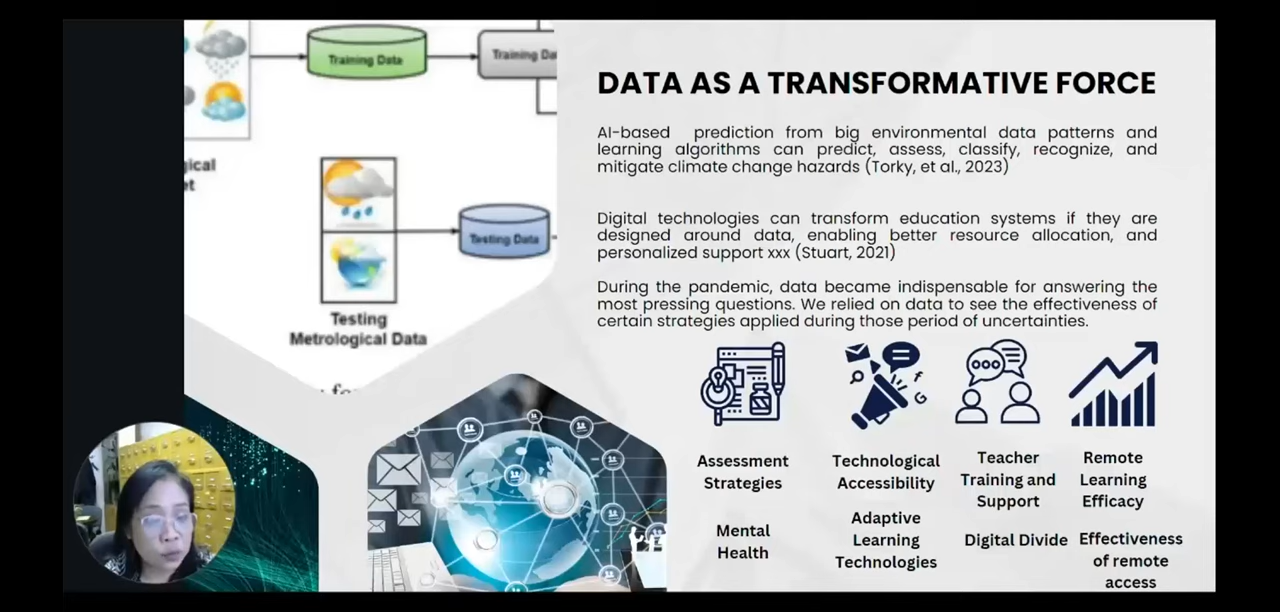 Training Data
Training Da
gical
et
Testing Data
Testing
Metrological Data
DATA AS A TRANSFORMATIVE FORCE
AI-based prediction from big environmental data patterns and
learning algorithms can predict, assess, classify, recognize, and
mitigate climate change hazards (Torky, et al., 2023)
Digital technologies can transform education systems if they are
designed around data, enabling better resource allocation, and
personalized support xxx (Stuart, 2021)
During the pandemic, data became indispensable for answering the
most pressing questions. We relied on data to see the effectiveness of
certain strategies applied during those period of uncertainties.
Assessment
Strategies
Technological
Accessibility
Teacher
Training and
Support
Remote
Learning
Efficacy
Mental
Health
Adaptive
Learning
Technologies
Digital Divide
Effectiveness
of remote
access